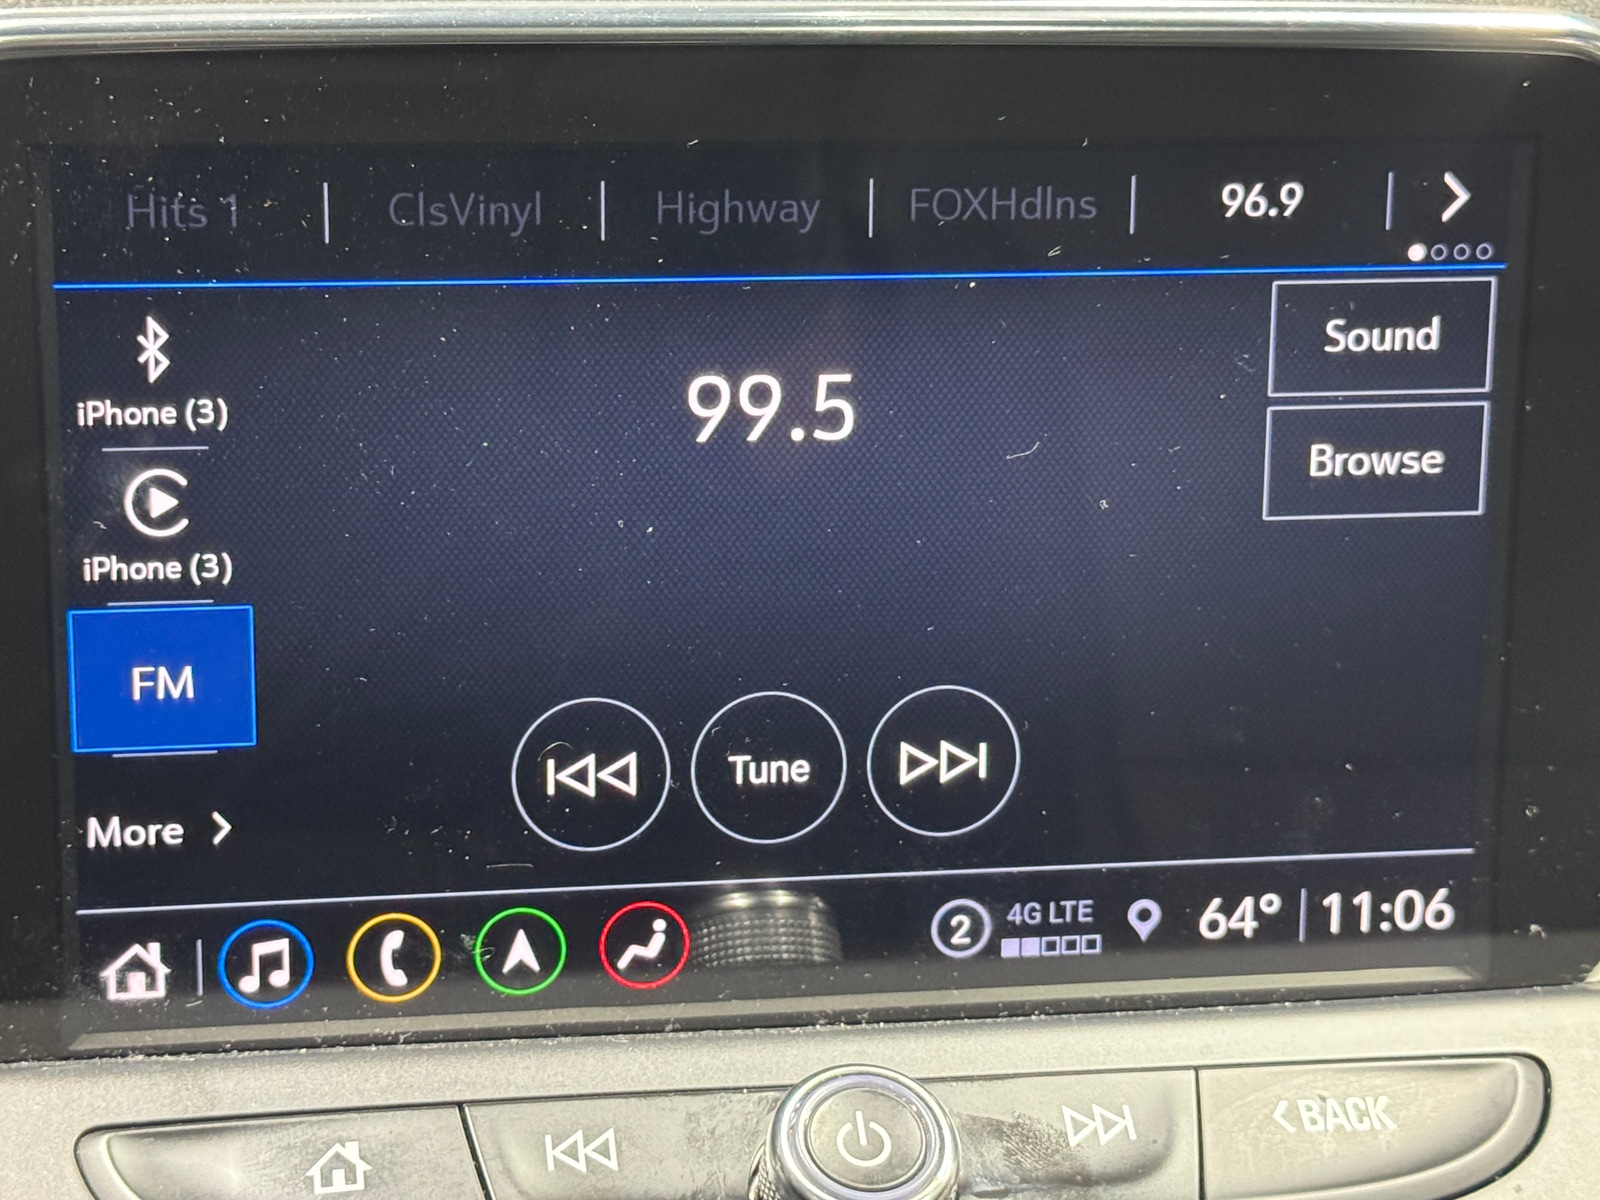 Hits 1 | ClsVinyl | Highway | FOXHdlns | 96.9 |
iPhone (3)
99.5
Sound
Browse
iPhone (3)
FM
Tune
More
2 4G LTE 64° | 11:06
BACK